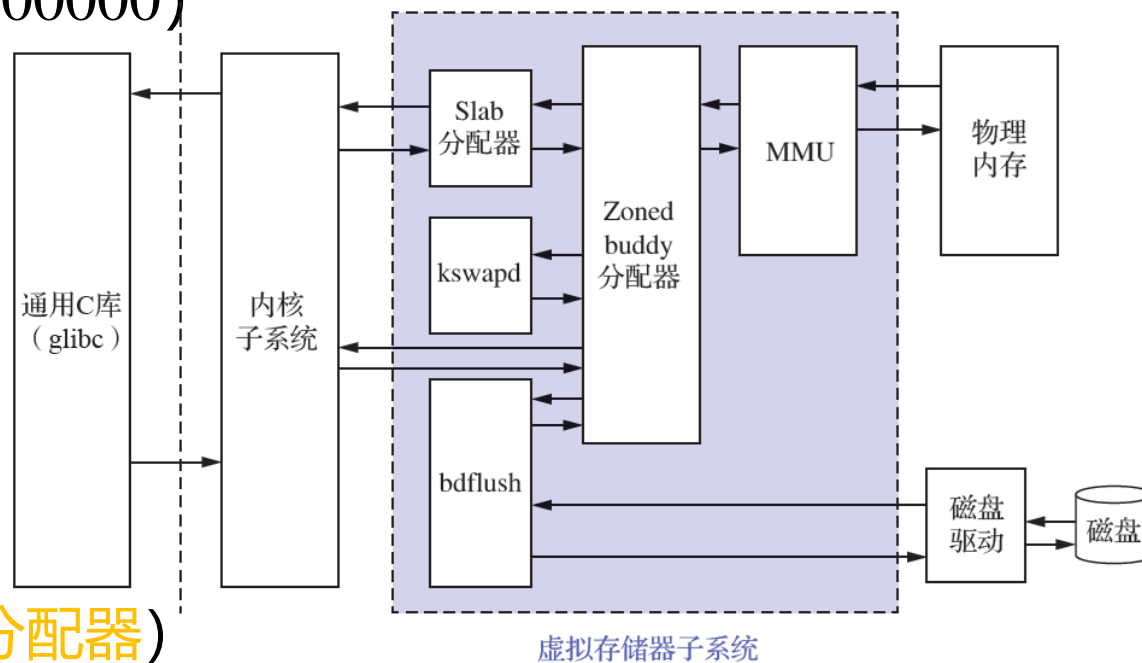 00000)
Slab
分配器
Zoned
buddy
分配器
MMU
物理
内存
kswapd
通用C库
（glibc）
内核
子系统
bdflush
磁盘
驱动
磁盘
分配器)
虚拟存储器子系统